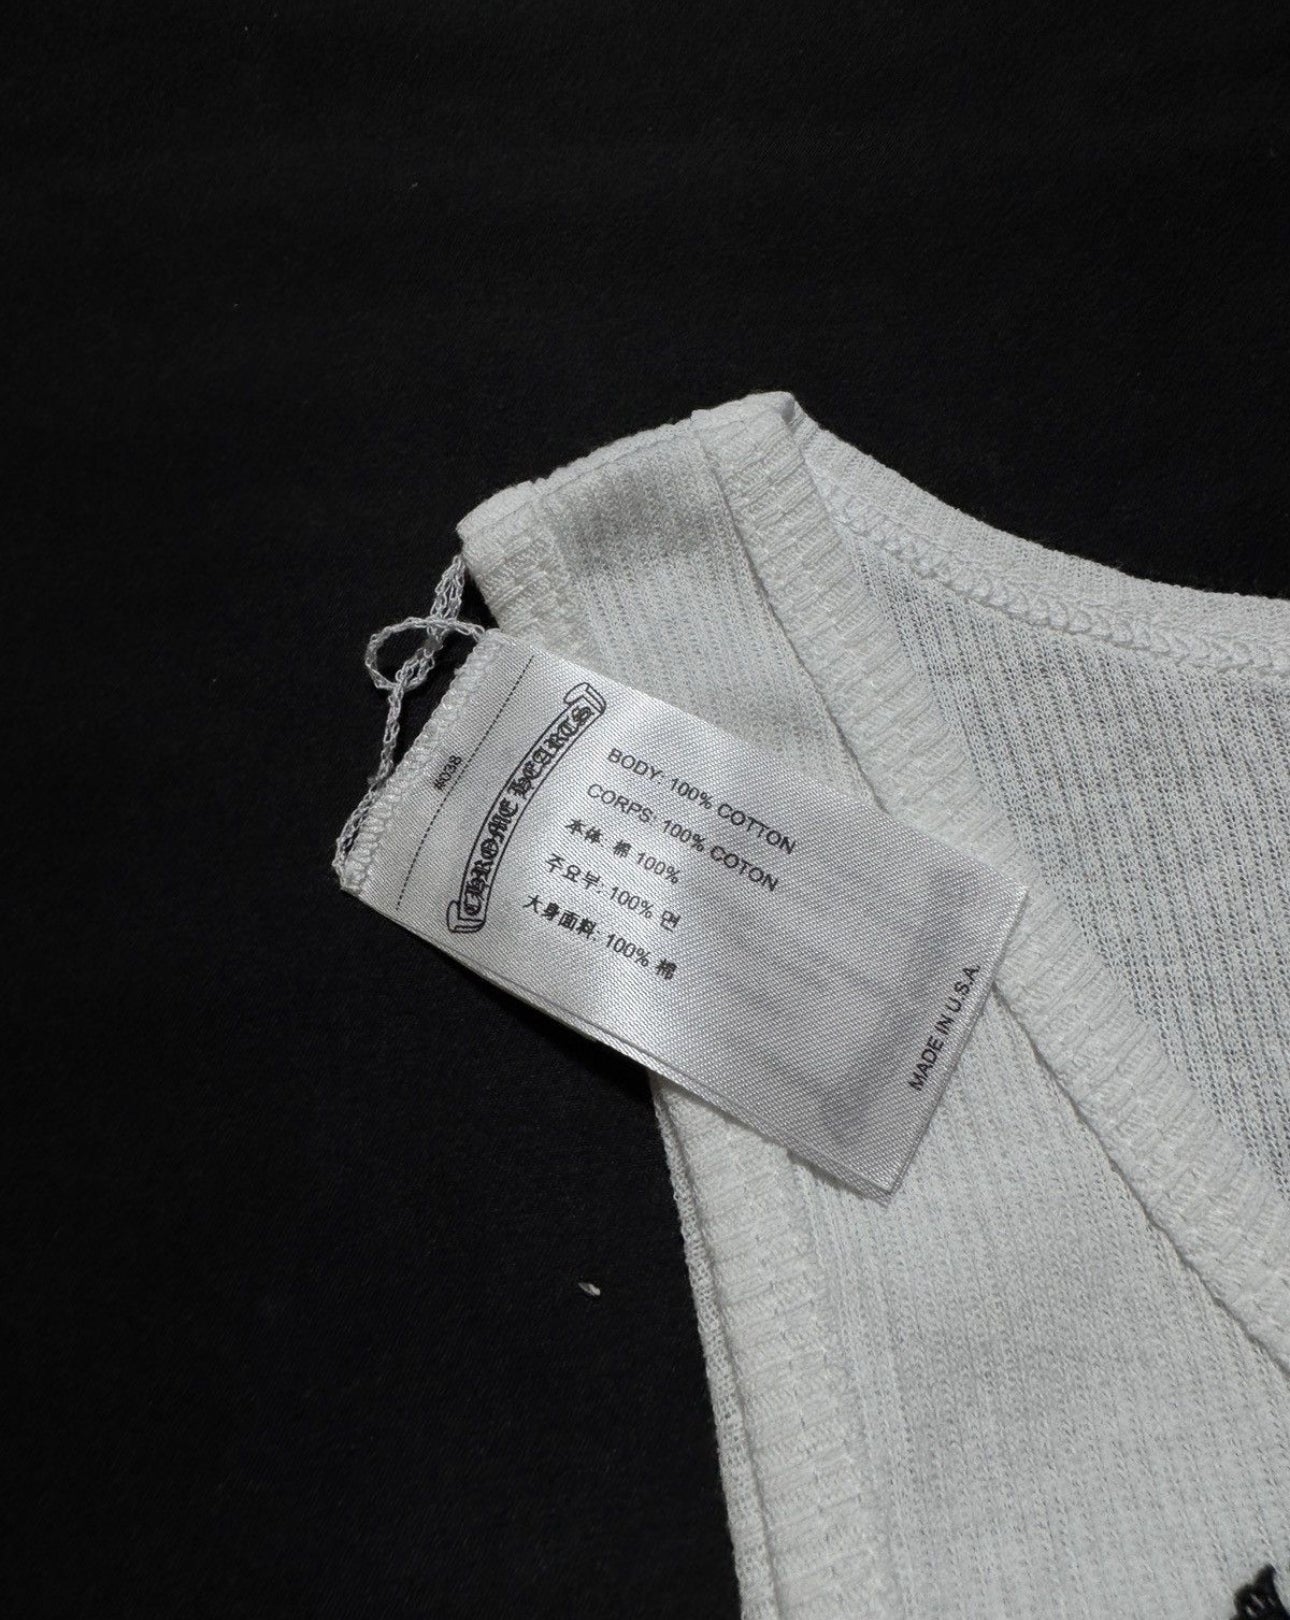 #038
CHROME HEARTS
BODY: 100% COTTON
CORPS: 100% COTON
本体: 棉 100%
주요부: 100% 면
大身面料: 100% 棉
MADE IN U.S.A.